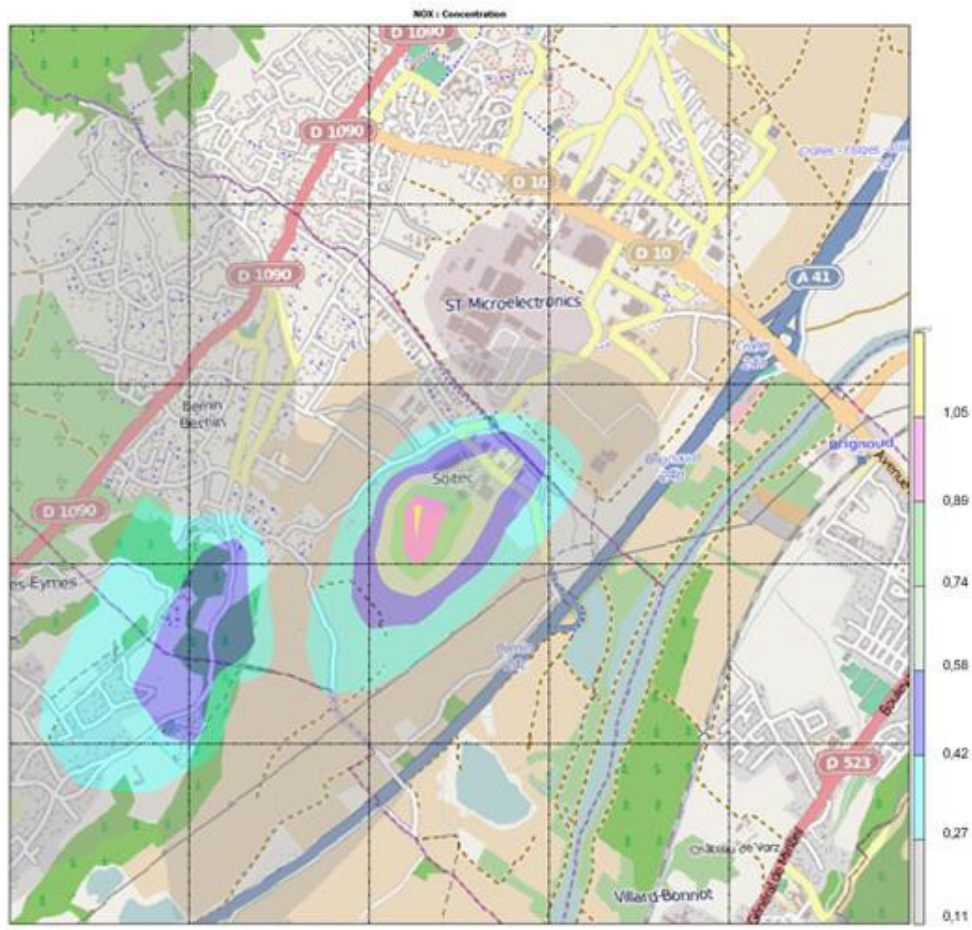 NOX : Concentration
D 1090
D 1090
D 10
D 10
D 1090
A 41
ST Microelectronics
Bernin
1,05
Brignoud
Avenue
Soitec
0,89
D 1090
0,74
es-Eymes
0,58
0,42
D 523
0,27
Villard-Bonnot
0,11